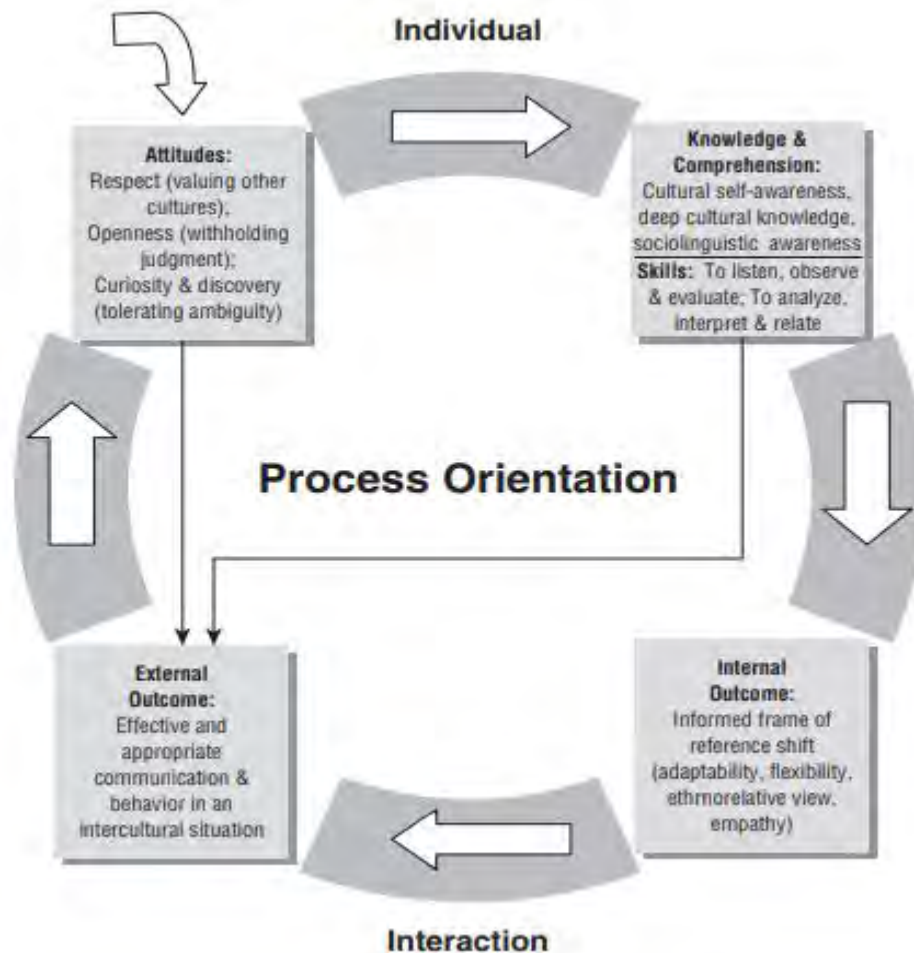 Individual
Attitudes:
Respect (valuing other
cultures);
Openness (withholding
judgment);
Curiosity & discovery
(tolerating ambiguity)
Knowledge &
Comprehension:
Cultural self-awareness,
deep cultural knowledge,
sociolinguistic awareness
Skills: To listen, observe
& evaluate; To analyze,
interpret & relate
Process Orientation
External
Outcome:
Effective and
appropriate
communication &
behavior in an
intercultural situation
Internal
Outcome:
Informed frame of
reference shift
(adaptability, flexibility,
ethmorelative view,
empathy)
Interaction